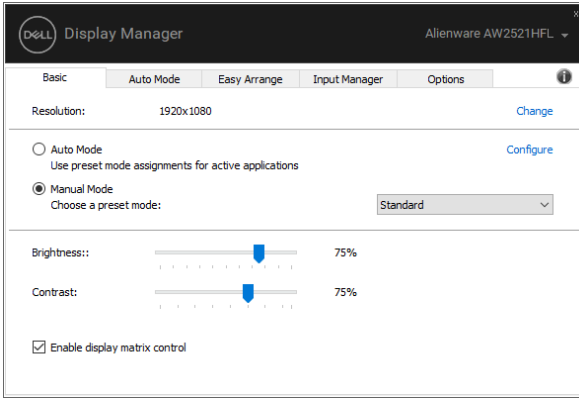 DELL Display Manager Alienware AW2521HFL
Basic Auto Mode Easy Arrange Input Manager Options
Resolution: 1920x1080 Change
Auto Mode Configure
Use preset mode assignments for active applications
Manual Mode
Choose a preset mode: Standard
Brightness:: 75%
Contrast: 75%
Enable display matrix control